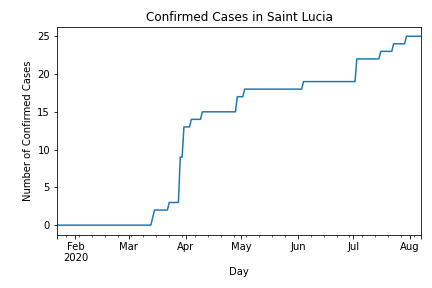 Confirmed Cases in Saint Lucia
25
20
15
10
5
0
Number of Confirmed Cases
Feb Mar Apr May Jun Jul Aug
2020
Day